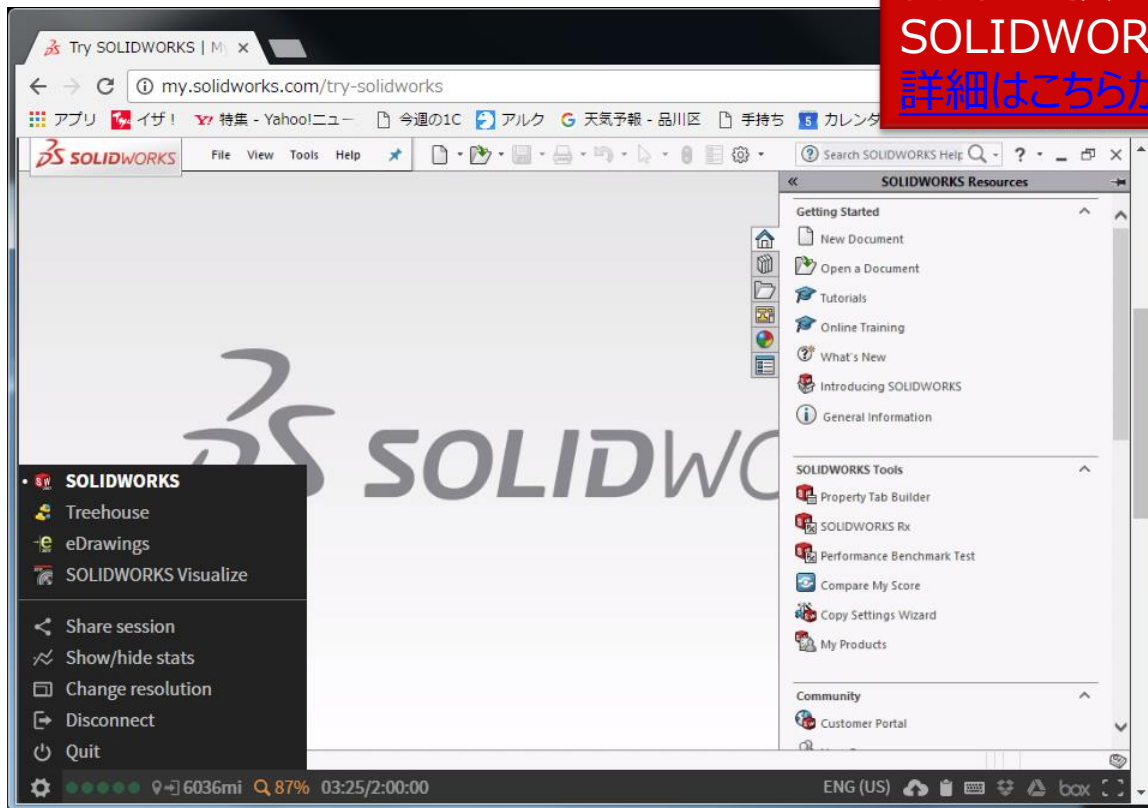 SOLIDWOR
詳細はこちらか
Try SOLIDWORKS | M
my.solidworks.com/try-solidworks
アプリ イザ！ 特集 - Yahoo!ニュー 今週の1C アルク 天気予報 - 品川区 手持ち カレンダ
SOLIDWORKS File View Tools Help Search SOLIDWORKS Help ?
SOLIDWORKS Resources
Getting Started
New Document
Open a Document
Tutorials
Online Training
What's New
Introducing SOLIDWORKS
General Information
SOLIDWORKS Tools
Property Tab Builder
SOLIDWORKS Rx
Performance Benchmark Test
Compare My Score
Copy Settings Wizard
My Products
Community
Customer Portal
SOLIDWO
SOLIDWORKS
Treehouse
eDrawings
SOLIDWORKS Visualize
Share session
Show/hide stats
Change resolution
Disconnect
Quit
6036mi 87% 03:25/2:00:00 ENG (US) box